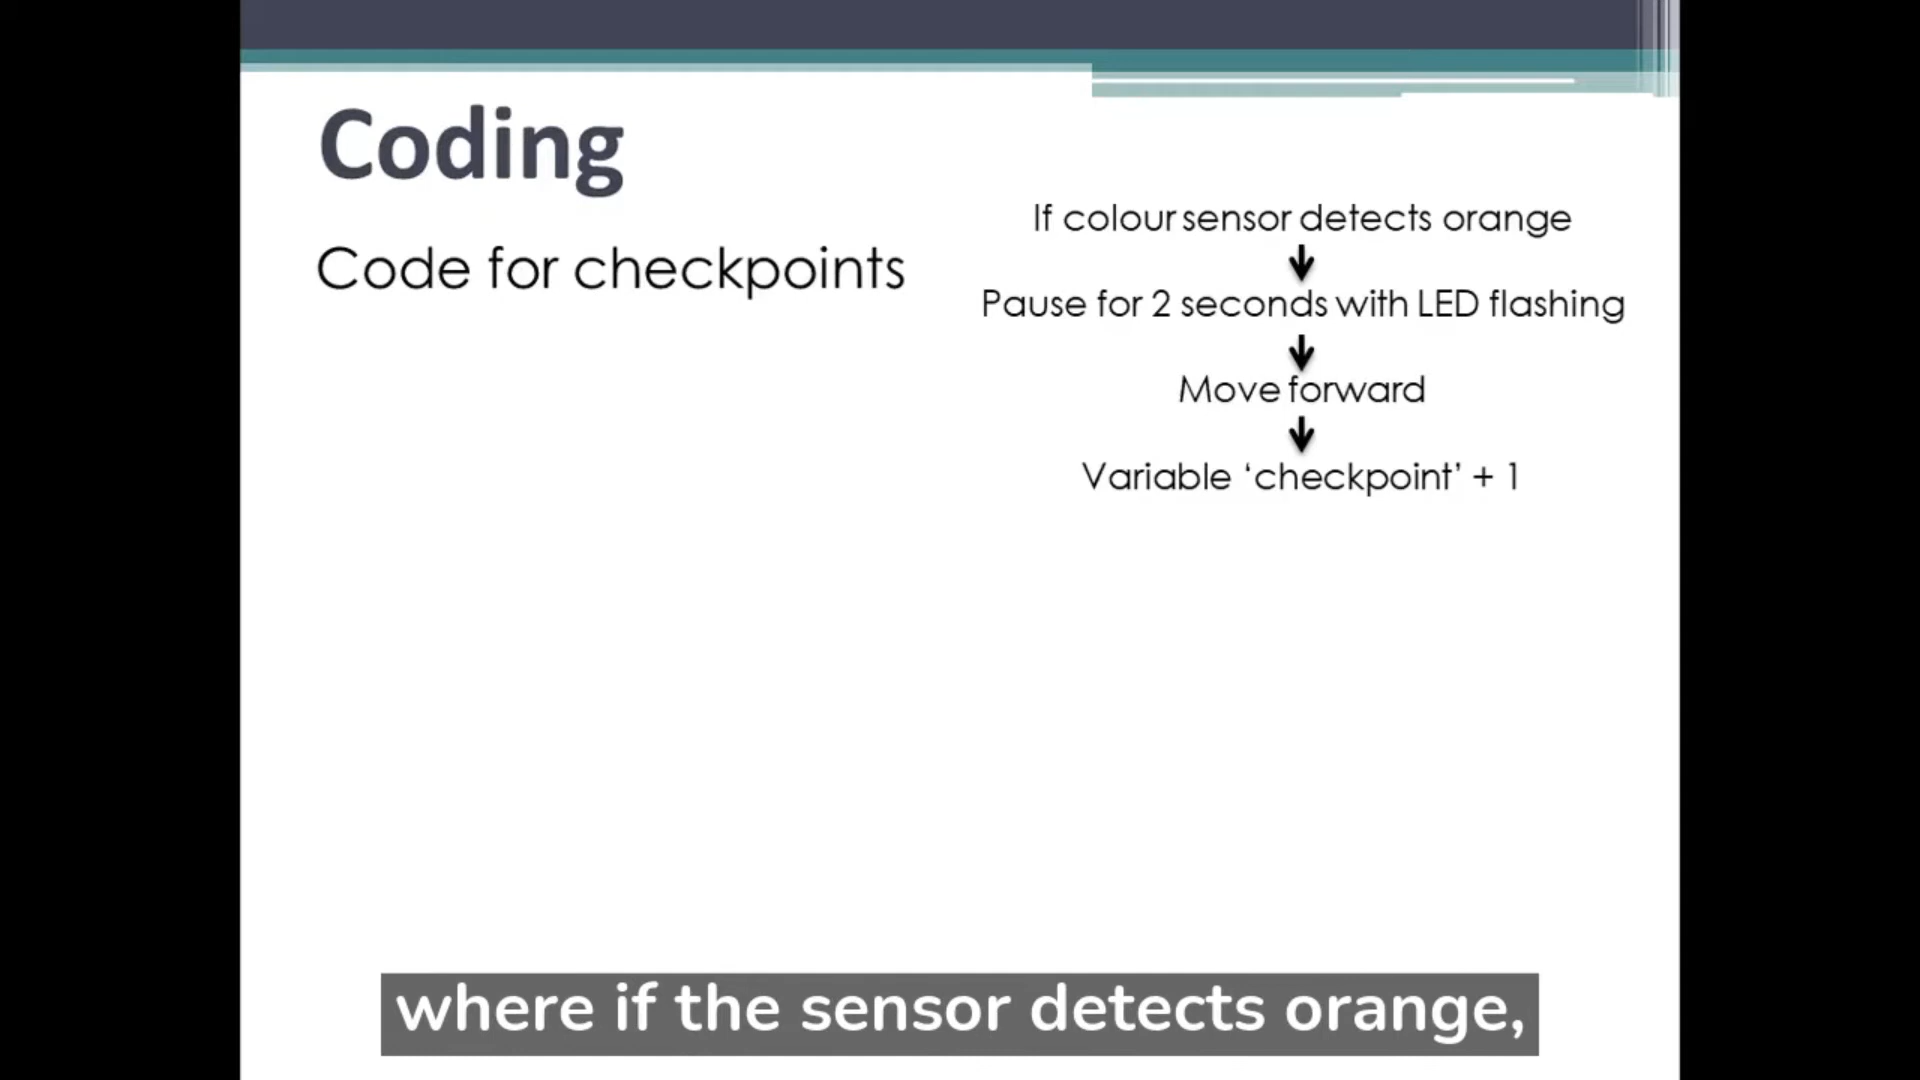 Coding
Code for checkpoints
If colour sensor detects orange
Pause for 2 seconds with LED flashing
Move forward
Variable ‘checkpoint’ + 1
where if the sensor detects orange,